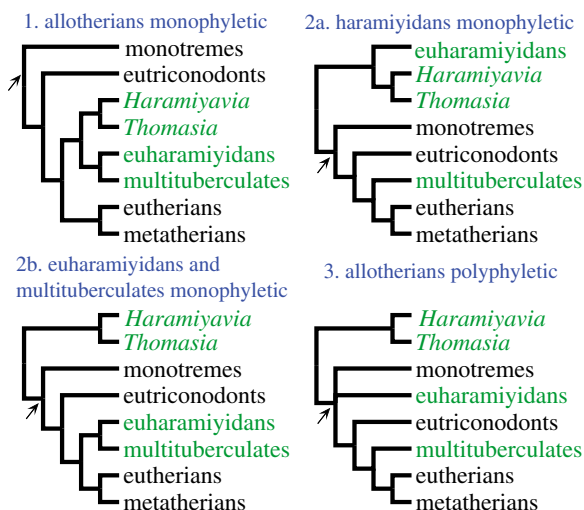 1. allotherians monophyletic
monotremes
eutriconodonts
Haramiyavia
Thomasia
euharamiyidans
multituberculates
eutherians
metatherians
2a. haramiyidans monophyletic
euharamiyidans
Haramiyavia
Thomasia
monotremes
eutriconodonts
multituberculates
eutherians
metatherians
2b. euharamiyidans and
multituberculates monophyletic
Haramiyavia
Thomasia
monotremes
eutriconodonts
euharamiyidans
multituberculates
eutherians
metatherians
3. allotherians polyphyletic
Haramiyavia
Thomasia
monotremes
euharamiyidans
eutriconodonts
multituberculates
eutherians
metatherians